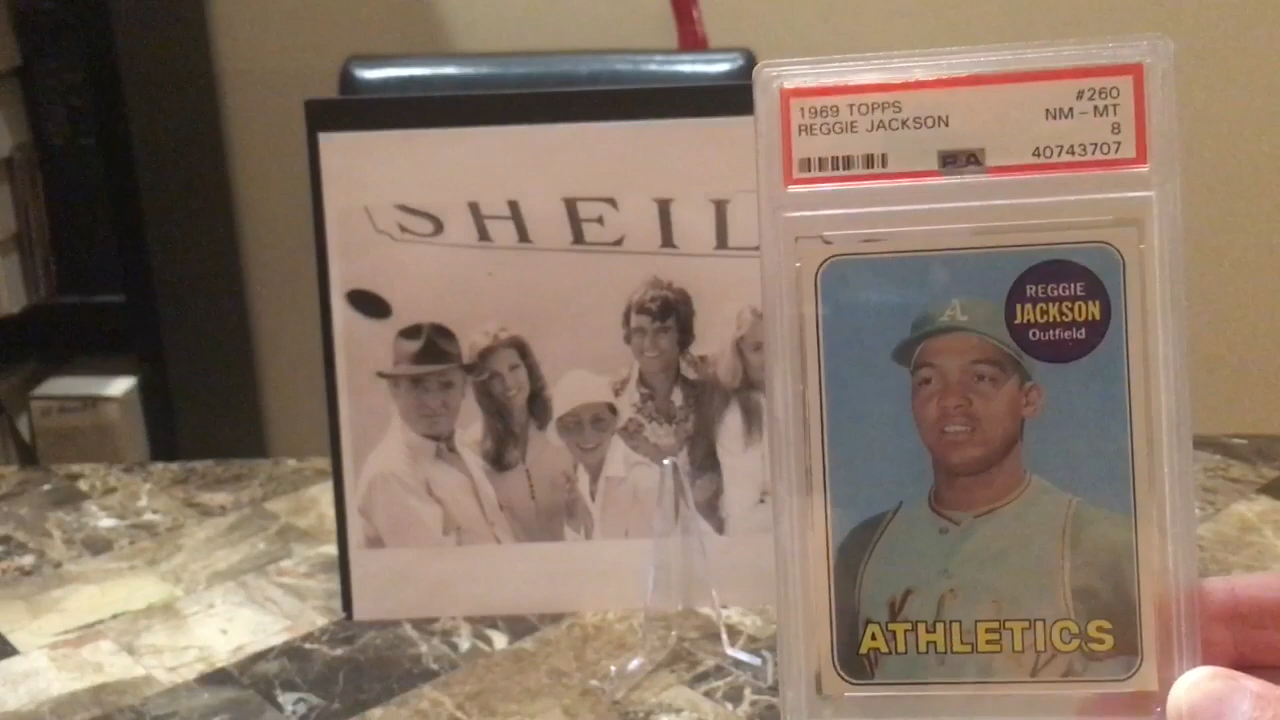 SHEIL
1969 TOPPS #260
REGGIE JACKSON NM-MT
8
PSA 40743707
REGGIE
JACKSON
Outfield
A
ATHLETICS